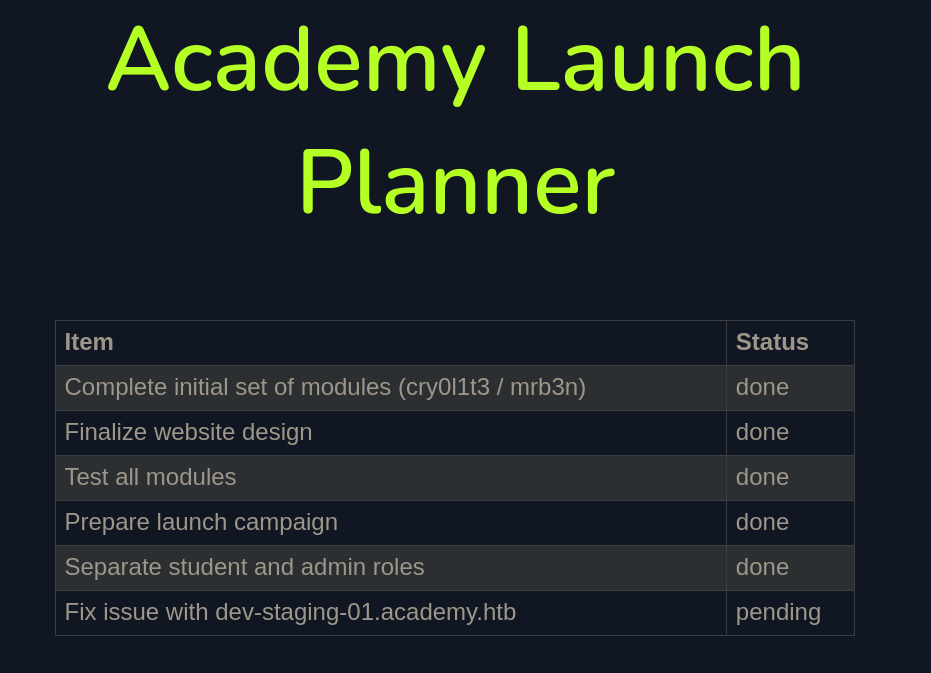 Academy Launch
Planner
Item Status
Complete initial set of modules (cry0l1t3 / mrb3n) done
Finalize website design done
Test all modules done
Prepare launch campaign done
Separate student and admin roles done
Fix issue with dev-staging-01.academy.htb pending